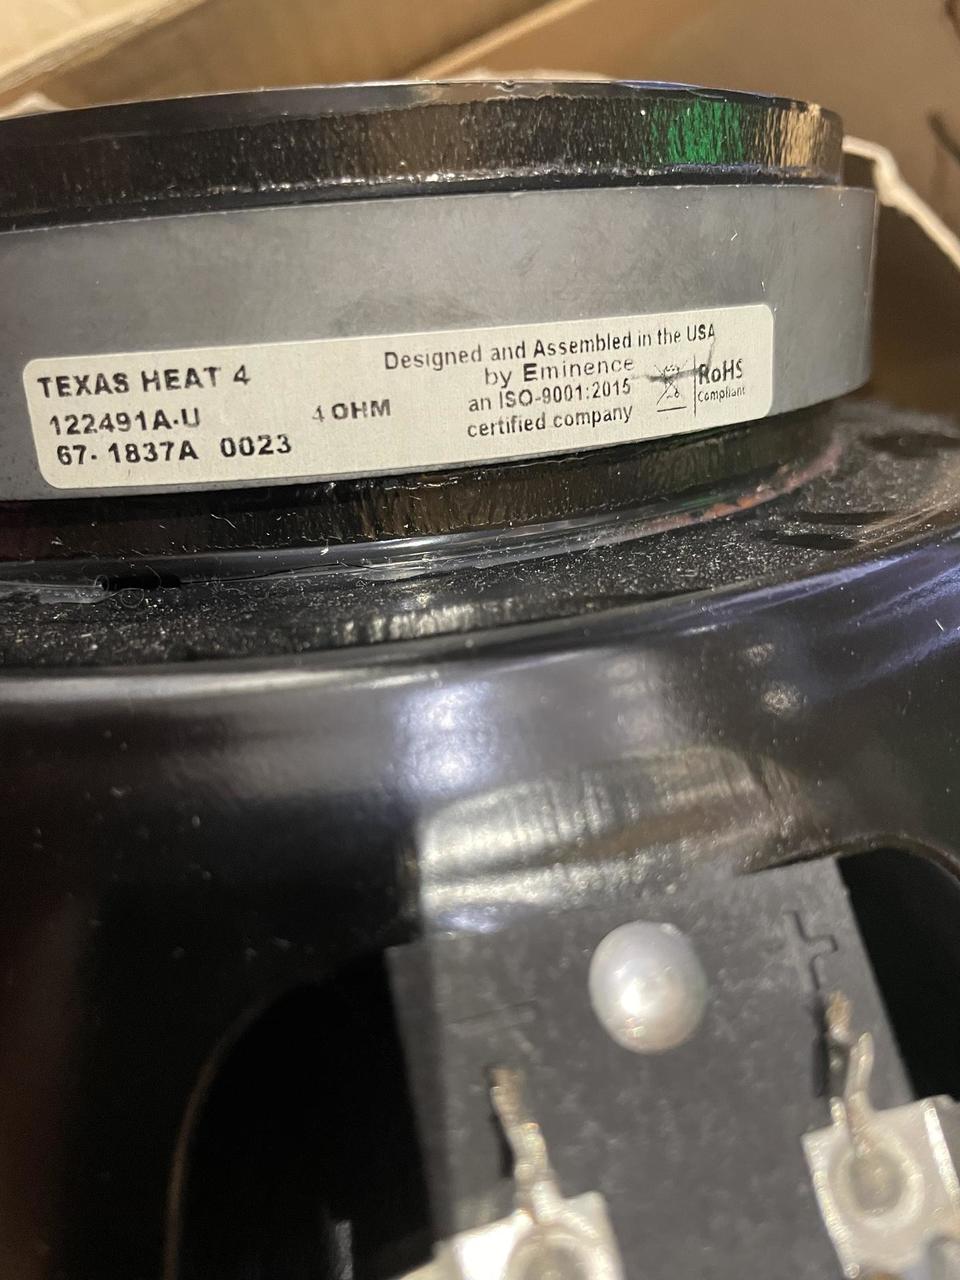 TEXAS HEAT 4
122491A-U
67- 1837A 0023
4 OHM
Designed and Assembled in the USA
by Eminence
an ISO-9001:2015
certified company
RoHS
Compliant